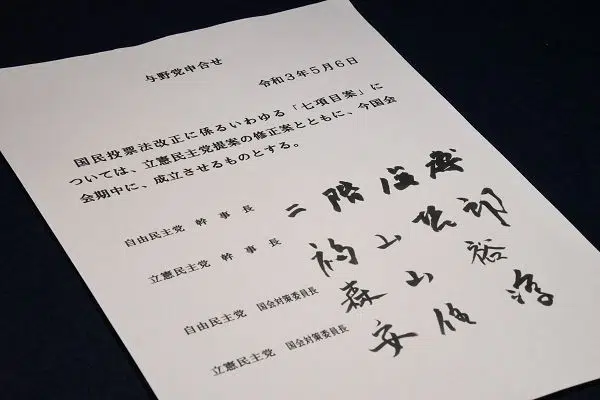 与野党申合せ
令和3年5月6日
国民投票法改正に係るいわゆる「七項目案」に
ついては、立憲民主党提案の修正案とともに、今国会
会期中に、成立させるものとする。
自由民主党 幹事長 二階俊博
立憲民主党 幹事長 福山哲郎
自由民主党 国会対策委員長 森山裕
立憲民主党 国会対策委員長 安住淳